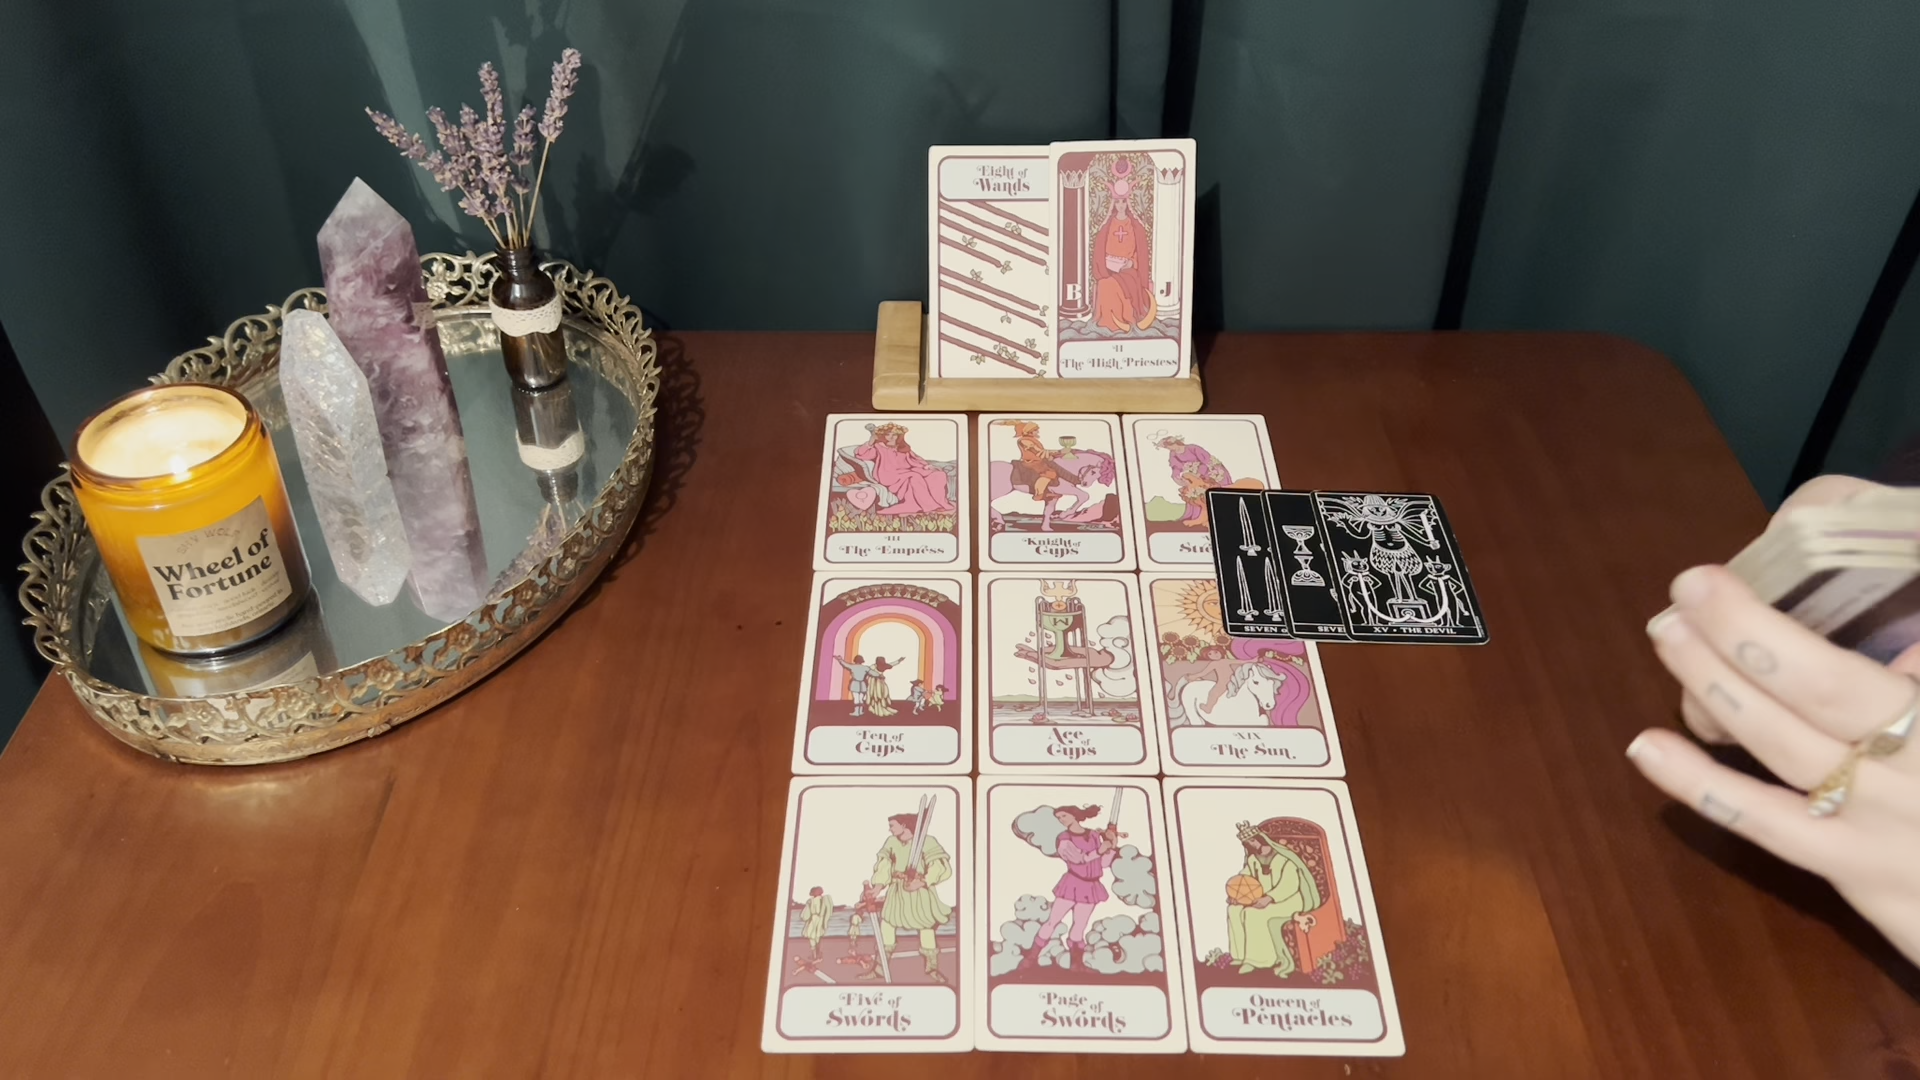 Eight of
Wands
B
J
II
The High Priestess
III
The Empress
Knight of
Cups
Ten of
Cups
Ace of
Cups
XIX
The Sun
SEVEN
XV • THE DEVIL
Wheel of
Fortune
Five of
Swords
Page of
Swords
Queen of
Pentacles